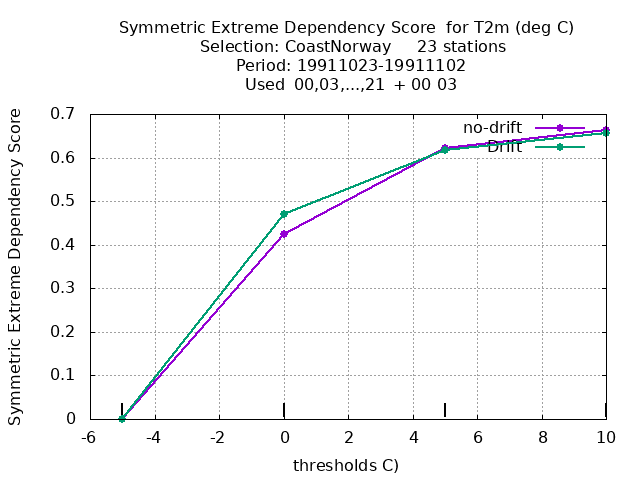 Symmetric Extreme Dependency Score  for T2m (deg C)
Selection: CoastNorway     23 stations
Period: 19911023-19911102
Used  00,03,...,21  + 00 03
Symmetric Extreme Dependency Score
0.7
0.6
0.5
0.4
0.3
0.2
0.1
0
no-drift
Drift
-6
-4
-2
0
2
4
6
8
10
thresholds C)